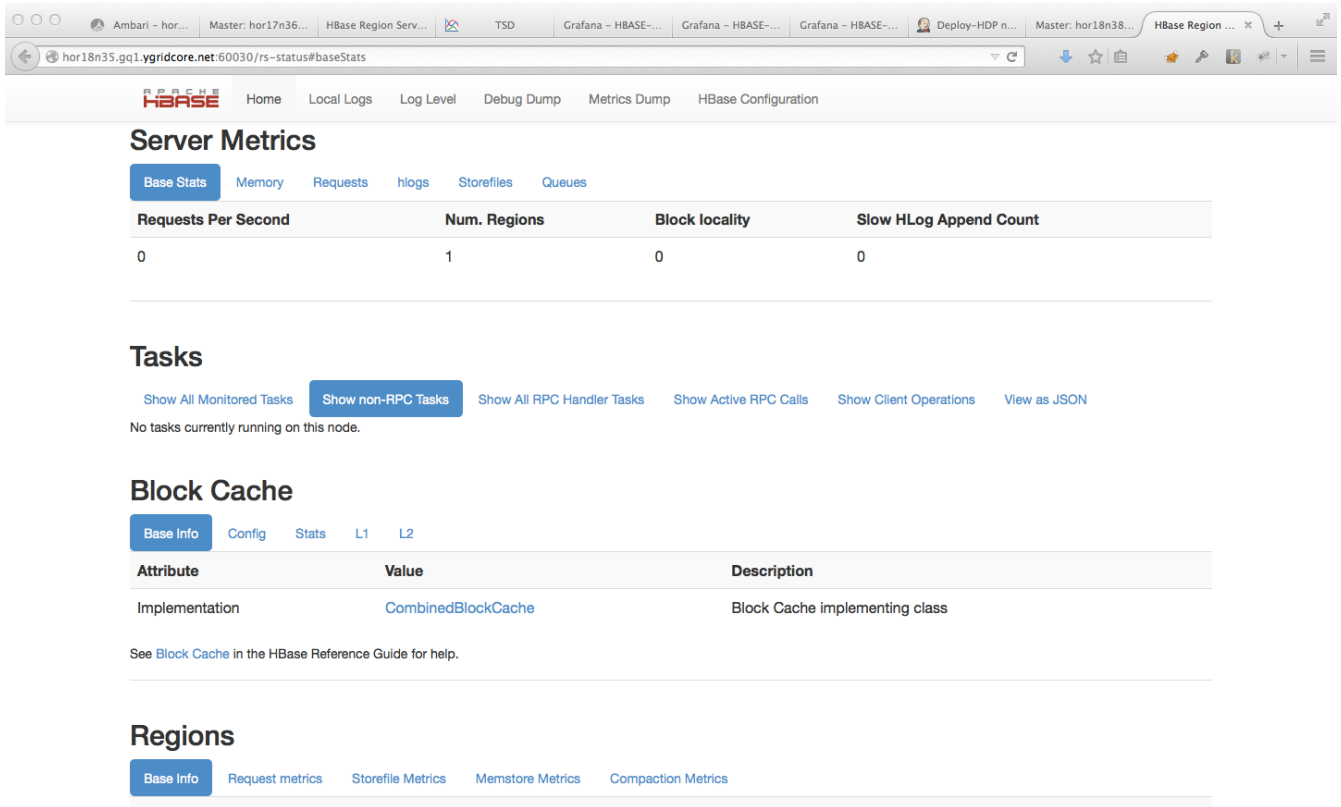 Ambari – hor... Master: hor17n36... HBase Region Serv... TSD Grafana – HBASE–... Grafana – HBASE–... Grafana – HBASE–... Deploy–HDP n... Master: hor18n38... HBase Region ...
hor18n35.gq1.ygridcore.net:60030/rs-status#baseStats
APACHE HBASE Home Local Logs Log Level Debug Dump Metrics Dump HBase Configuration
Server Metrics
Base Stats Memory Requests hlogs Storefiles Queues
Requests Per Second Num. Regions Block locality Slow HLog Append Count
0 1 0 0
Tasks
Show All Monitored Tasks Show non-RPC Tasks Show All RPC Handler Tasks Show Active RPC Calls Show Client Operations View as JSON
No tasks currently running on this node.
Block Cache
Base Info Config Stats L1 L2
Attribute Value Description
Implementation CombinedBlockCache Block Cache implementing class
See Block Cache in the HBase Reference Guide for help.
Regions
Base Info Request metrics Storefile Metrics Memstore Metrics Compaction Metrics